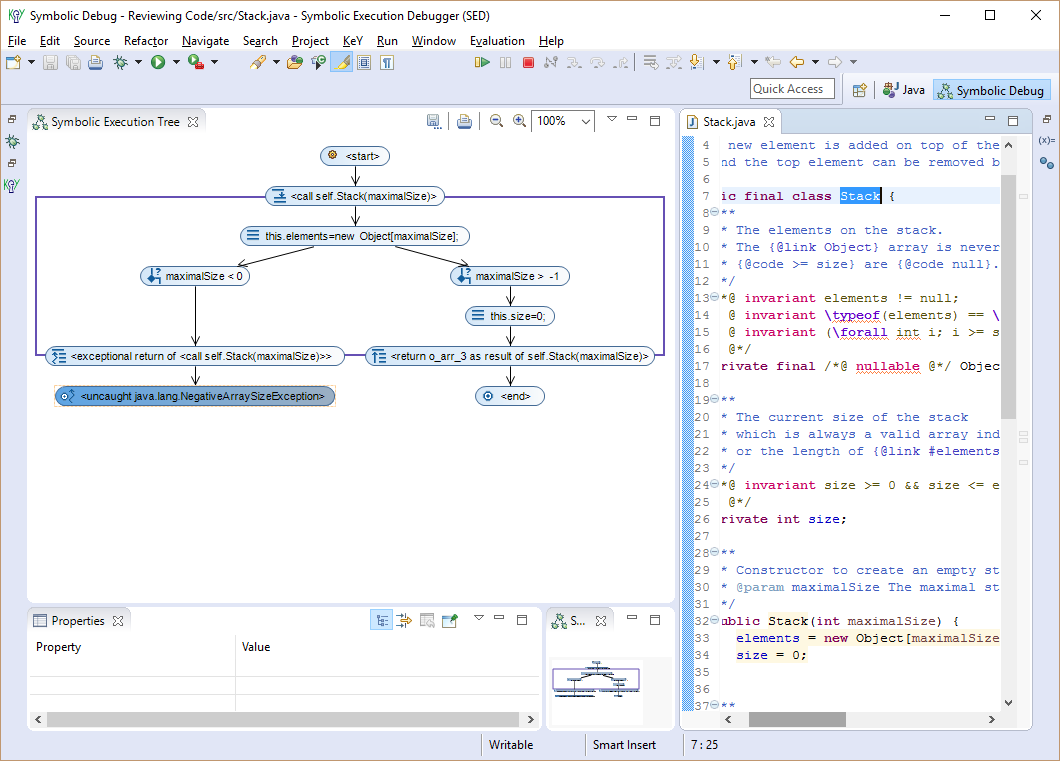 Symbolic Debug - Reviewing Code/src/Stack.java - Symbolic Execution Debugger (SED)
File Edit Source Refactor Navigate Search Project KeY Run Window Evaluation Help
Quick Access
Java
Symbolic Debug
Symbolic Execution Tree
100%
<start>
<call self.Stack(maximalSize)>
this.elements=new Object[maximalSize];
maximalSize < 0
maximalSize > -1
this.size=0;
<exceptional return of <call self.Stack(maximalSize)>>
<return o_arr_3 as result of self.Stack(maximalSize)>
<uncaught java.lang.NegativeArraySizeException>
<end>
Stack.java
4 new element is added on top of the
5 nd the top element can be removed b
6
7 ic final class Stack {
8 **
9 * The elements on the stack.
10 * The {@link Object} array is never
11 * {@code >= size} are {@code null}.
12 */
13 *@ invariant elements != null;
14 @ invariant \typeof(elements) == \
15 @ invariant (\forall int i; i >= s
16 @*/
17 rivate final /*@ nullable @*/ Objec
18
19 **
20 * The current size of the stack
21 * which is always a valid array ind
22 * or the length of {@link #elements
23 */
24 *@ invariant size >= 0 && size <= e
25 @*/
26 rivate int size;
27
28 **
29 * Constructor to create an empty st
30 * @param maximalSize The maximal st
31 */
32 ublic Stack(int maximalSize) {
33 elements = new Object[maximalSize
34 size = 0;
35
36
37 **
(x)=
Properties
Property Value
S...
Writable
Smart Insert
7 : 25